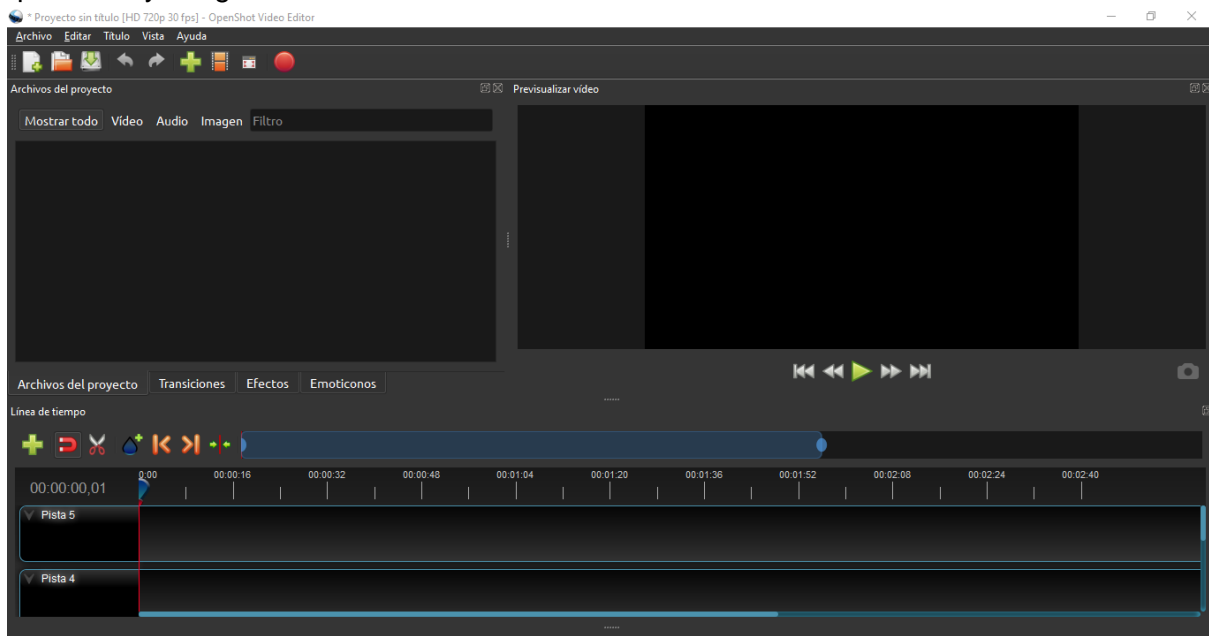 * Proyecto sin título [HD 720p 30 fps] - OpenShot Video Editor
Archivo Editar Título Vista Ayuda
Archivos del proyecto
Previsualizar vídeo
Mostrar todo Vídeo Audio Imagen Filtro
Archivos del proyecto Transiciones Efectos Emoticonos
Línea de tiempo
00:00:00,01
0:00 00:00:16 00:00:32 00:00:48 00:01:04 00:01:20 00:01:36 00:01:52 00:02:08 00:02:24 00:02:40
Pista 5
Pista 4